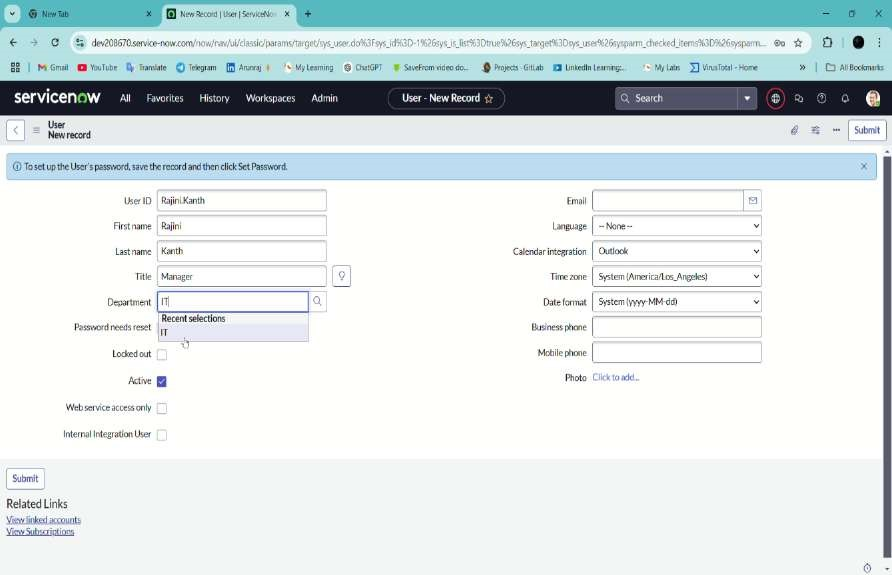 New Tab
New Record | User | ServiceNow
dev208670.service-now.com/now/nav/ui/classic/params/target/sys_user.do%3Fsys_id%3D-1%26sys_is_list%3Dtrue%26sys_target%3Dsys_user%26sysparm_checked_items%3D%26sysparm...
Gmail YouTube Translate Telegram Arunraj My Learning ChatGPT SaveFrom video do... Projects · GitLab LinkedIn Learning:... My Labs VirusTotal - Home » All Bookmarks
servicenow All Favorites History Workspaces Admin User - New Record Search
User
New record
Submit
To set up the User's password, save the record and then click Set Password.
User ID Rajini.Kanth Email
First name Rajini Language -- None --
Last name Kanth Calendar integration Outlook
Title Manager Time zone System (America/Los_Angeles)
Department IT Date format System (yyyy-MM-dd)
Recent selections
Password needs reset Business phone
IT
Locked out Mobile phone
Active Photo Click to add...
Web service access only
Internal Integration User
Submit
Related Links
View linked accounts
View Subscriptions